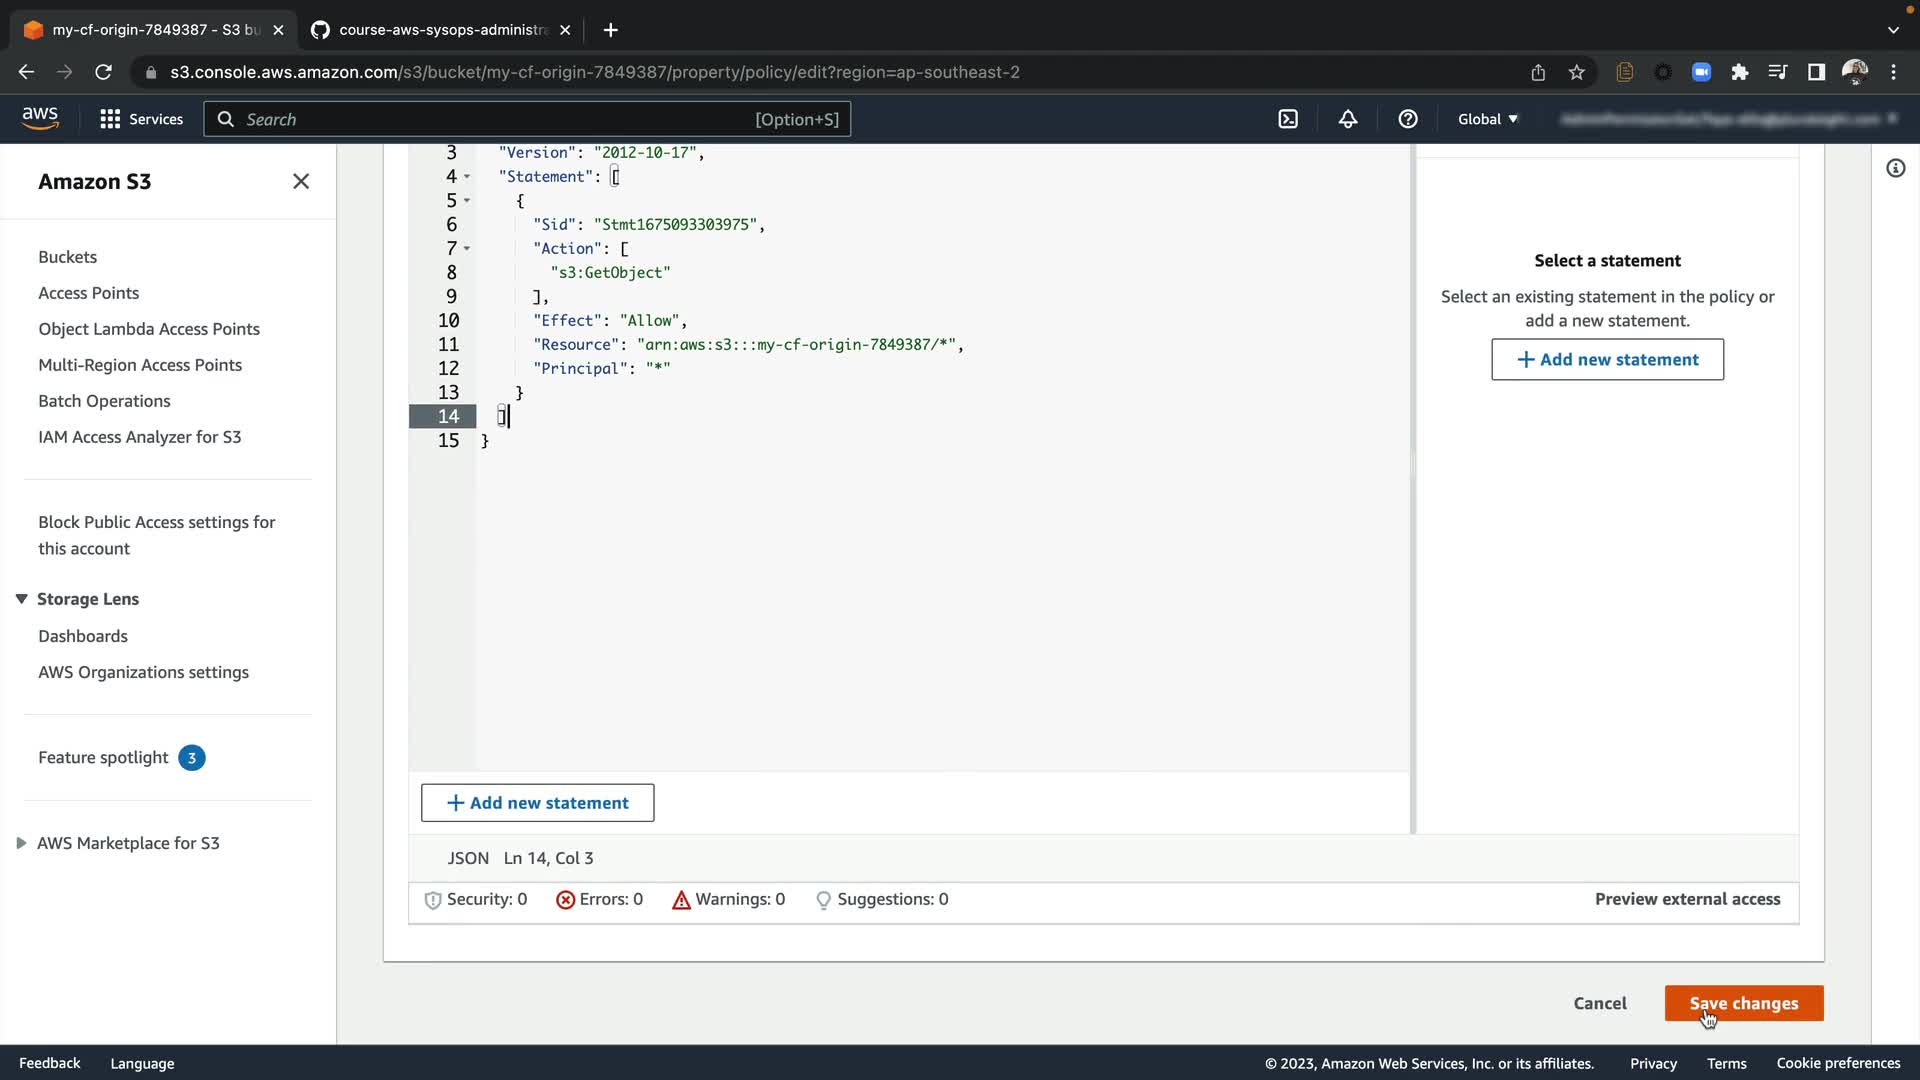 my-cf-origin-7849387 - S3 bu
course-aws-sysops-administra
s3.console.aws.amazon.com/s3/bucket/my-cf-origin-7849387/property/policy/edit?region=ap-southeast-2
aws
Services
Search
[Option+S]
Global
Amazon S3
Buckets
Access Points
Object Lambda Access Points
Multi-Region Access Points
Batch Operations
IAM Access Analyzer for S3
Block Public Access settings for
this account
Storage Lens
Dashboards
AWS Organizations settings
Feature spotlight 3
AWS Marketplace for S3
3 "Version": "2012-10-17",
4 "Statement": [
5 {
6 "Sid": "Stmt1675093303975",
7 "Action": [
8 "s3:GetObject"
9 ],
10 "Effect": "Allow",
11 "Resource": "arn:aws:s3:::my-cf-origin-7849387/*",
12 "Principal": "*"
13 }
14 ]
15 }
Select a statement
Select an existing statement in the policy or
add a new statement.
+ Add new statement
+ Add new statement
JSON Ln 14, Col 3
Security: 0 Errors: 0 Warnings: 0 Suggestions: 0
Preview external access
Cancel
Save changes
Feedback
Language
© 2023, Amazon Web Services, Inc. or its affiliates.
Privacy
Terms
Cookie preferences